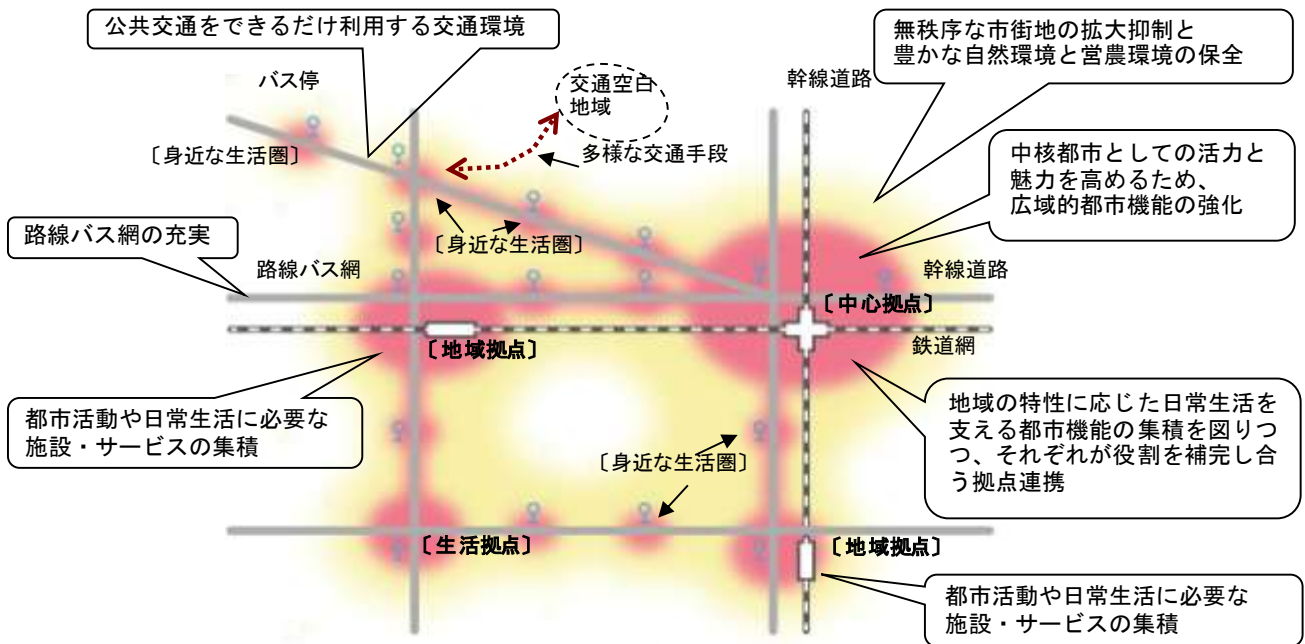 公共交通をできるだけ利用する交通環境
無秩序な市街地の拡大抑制と
豊かな自然環境と営農環境の保全
バス停
交通空白
地域
幹線道路
〔身近な生活圏〕
多様な交通手段
中核都市としての活力と
魅力を高めるため、
広域的都市機能の強化
路線バス網の充実
〔身近な生活圏〕
路線バス網
幹線道路
〔中心拠点〕
〔地域拠点〕
鉄道網
都市活動や日常生活に必要な
施設・サービスの集積
地域の特性に応じた日常生活を
支える都市機能の集積を図りつ
つ、それぞれが役割を補完し合
う拠点連携
〔身近な生活圏〕
〔生活拠点〕
〔地域拠点〕
都市活動や日常生活に必要な
施設・サービスの集積